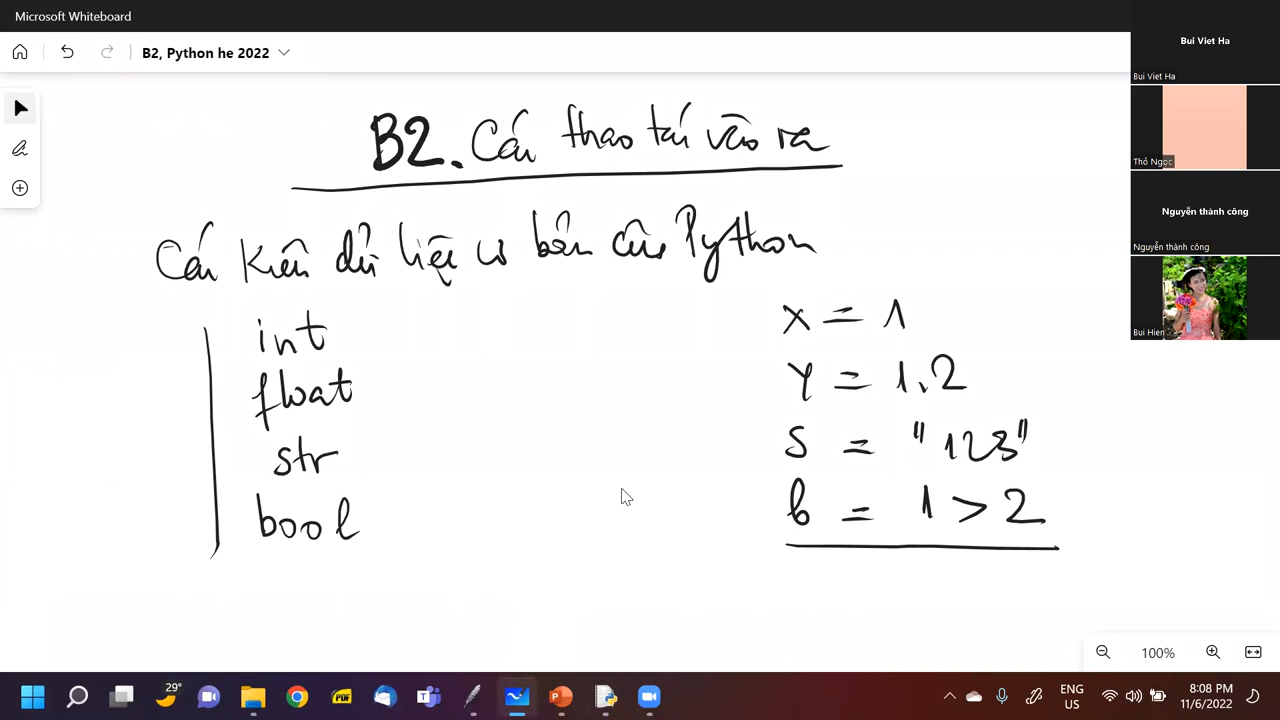 Microsoft Whiteboard
B2, Python he 2022
Bui Viet Ha
Bui Viet Ha
Thỏ Ngọc
Nguyễn thành công
Nguyễn thành công
Bui Hien
B2. Các thao tác vào ra
Các kiểu dữ liệu cơ bản của Python
int
float
str
bool
x = 1
y = 1.2
s = "123"
b = 1 > 2
100%
29°
PDF
ENG
US
8:08 PM
11/6/2022